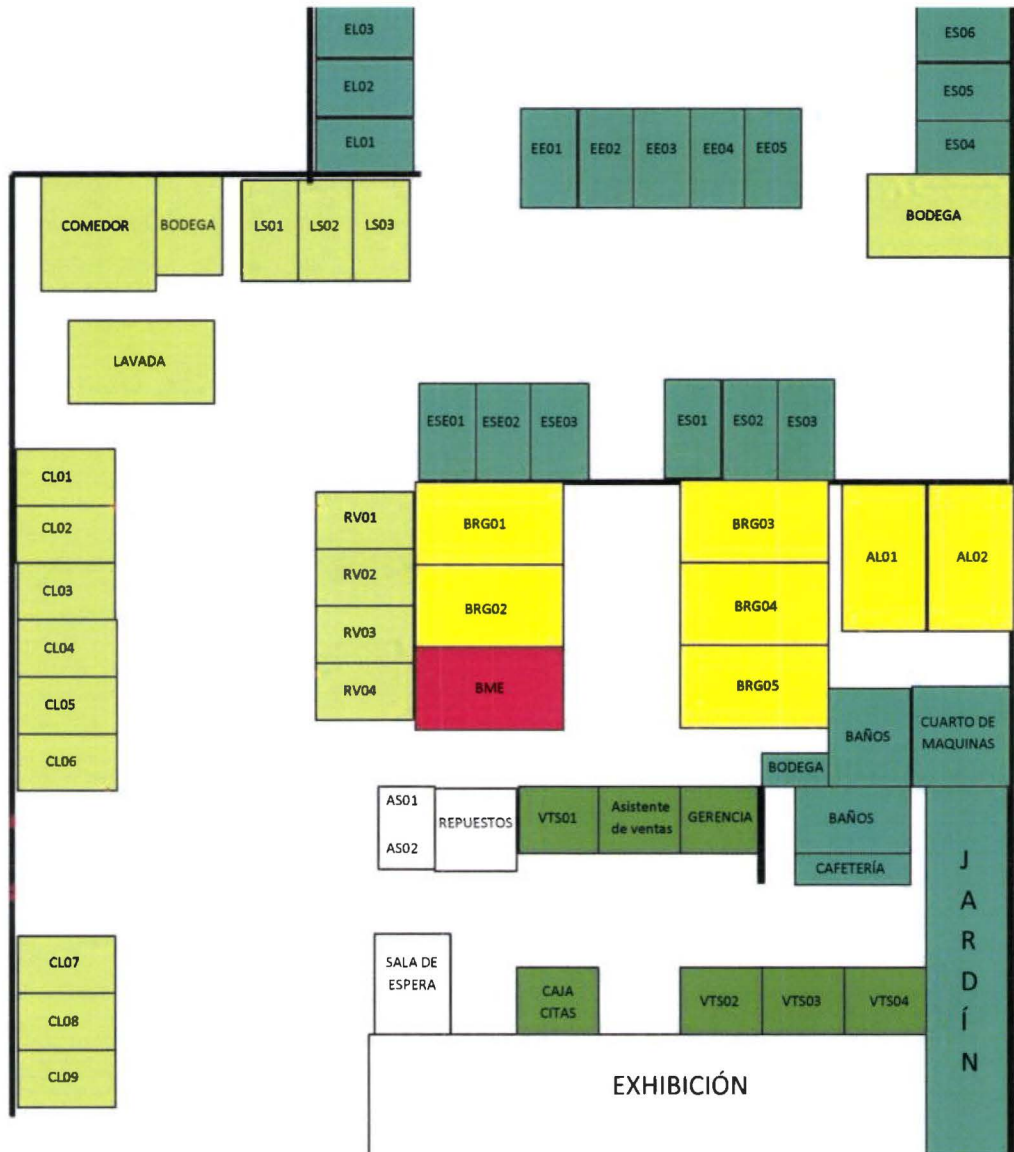 EL03
ES06
EL02
ES05
EL01
EE01 EE02 EE03 EE04 EE05
ES04
COMEDOR BODEGA LS01 LS02 LS03
BODEGA
LAVADA
ESE01 ESE02 ESE03 ES01 ES02 ES03
CL01
CL02
CL03
CL04
CL05
CL06
RV01
RV02
RV03
RV04
BRG01
BRG02
BME
BRG03
BRG04
BRG05
AL01 AL02
BAÑOS
CUARTO DE
MAQUINAS
BODEGA
AS01
AS02
REPUESTOS
VTS01
Asistente
de ventas
GERENCIA
BAÑOS
CAFETERÍA
JARDÍN
CL07
CL08
CL09
SALA DE
ESPERA
CAJA
CITAS
VTS02 VTS03 VTS04
EXHIBICIÓN